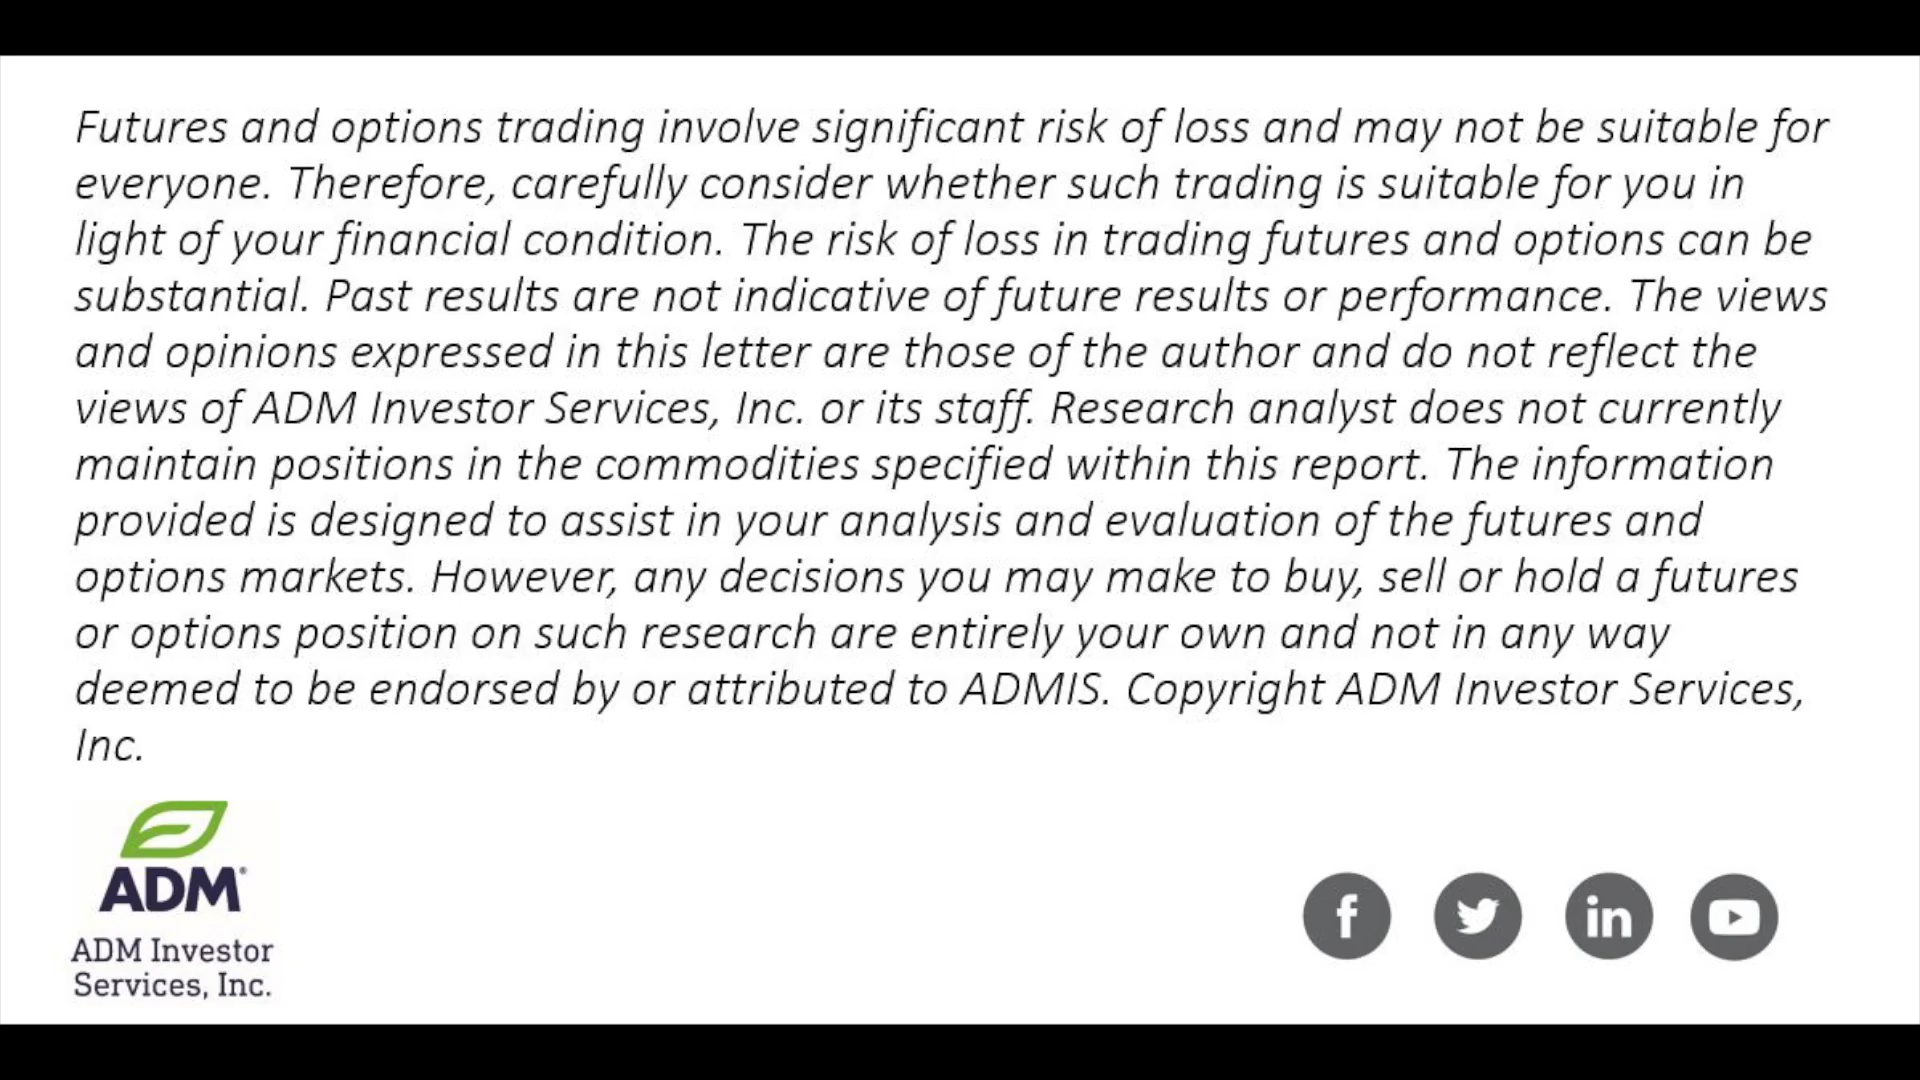 Futures and options trading involve significant risk of loss and may not be suitable for
everyone. Therefore, carefully consider whether such trading is suitable for you in
light of your financial condition. The risk of loss in trading futures and options can be
substantial. Past results are not indicative of future results or performance. The views
and opinions expressed in this letter are those of the author and do not reflect the
views of ADM Investor Services, Inc. or its staff. Research analyst does not currently
maintain positions in the commodities specified within this report. The information
provided is designed to assist in your analysis and evaluation of the futures and
options markets. However, any decisions you may make to buy, sell or hold a futures
or options position on such research are entirely your own and not in any way
deemed to be endorsed by or attributed to ADMIS. Copyright ADM Investor Services,
Inc.
ADM®
ADM Investor
Services, Inc.
f
in